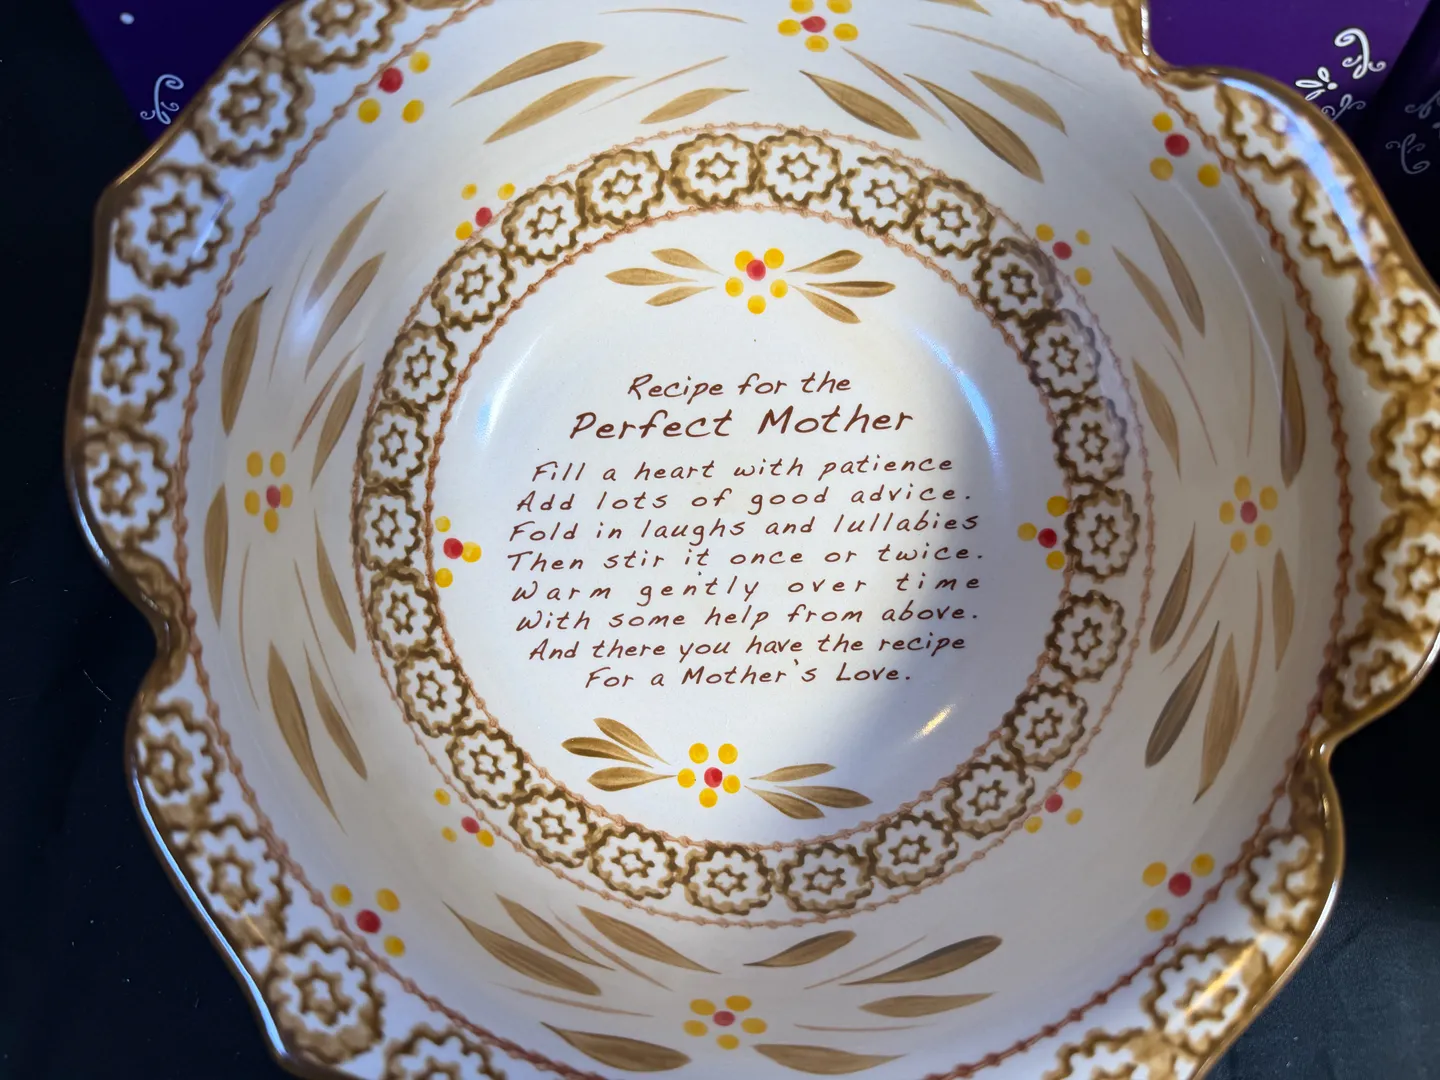 Recipe for the
Perfect Mother
Fill a heart with patience
Add lots of good advice.
Fold in laughs and lullabies
Then stir it once or twice.
Warm gently over time
With some help from above.
And there you have the recipe
For a Mother's Love.